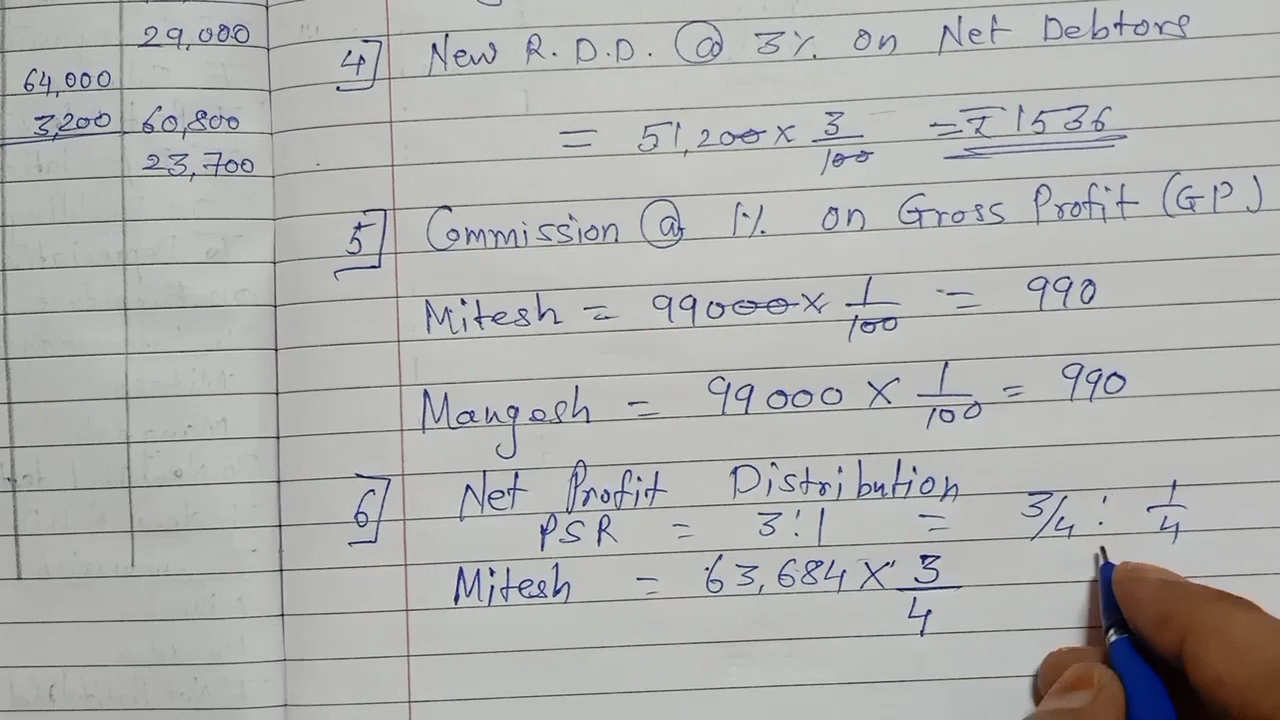 29,000
64,000
3,200 60,800
23,700
4] New R. D. D. @ 3% on Net Debtors
= 51,200 x 3/100 = ₹1536
5] Commission @ 1% on Gross Profit (GP)
Mitesh = 99000 x 1/100 = 990
Mangesh = 99000 x 1/100 = 990
6] Net Profit Distribution
PSR = 3:1 = 3/4 : 1/4
Mitesh = 63,684 x 3/4